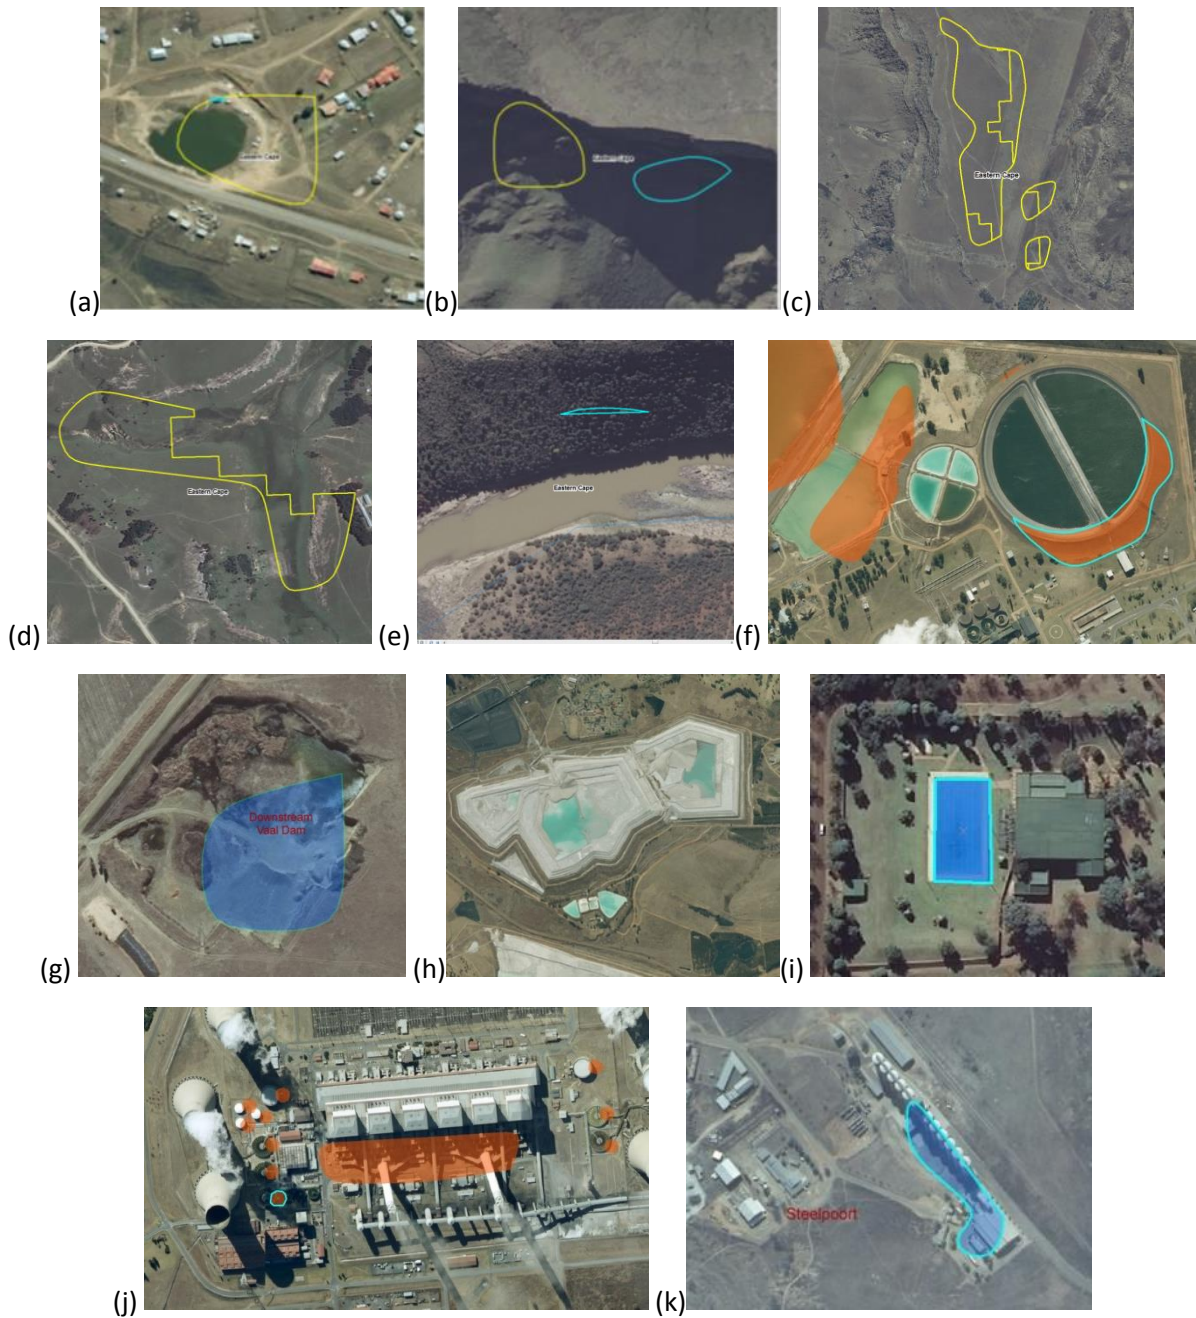 Eastern Cape
(a)
Eastern Cape
(b)
Eastern Cape
(c)
Eastern Cape
(d)
Eastern Cape
(e)
(f)
Downstream
Vaal Dam
(g)
(h)
(i)
(j)
Steelpoort
(k)